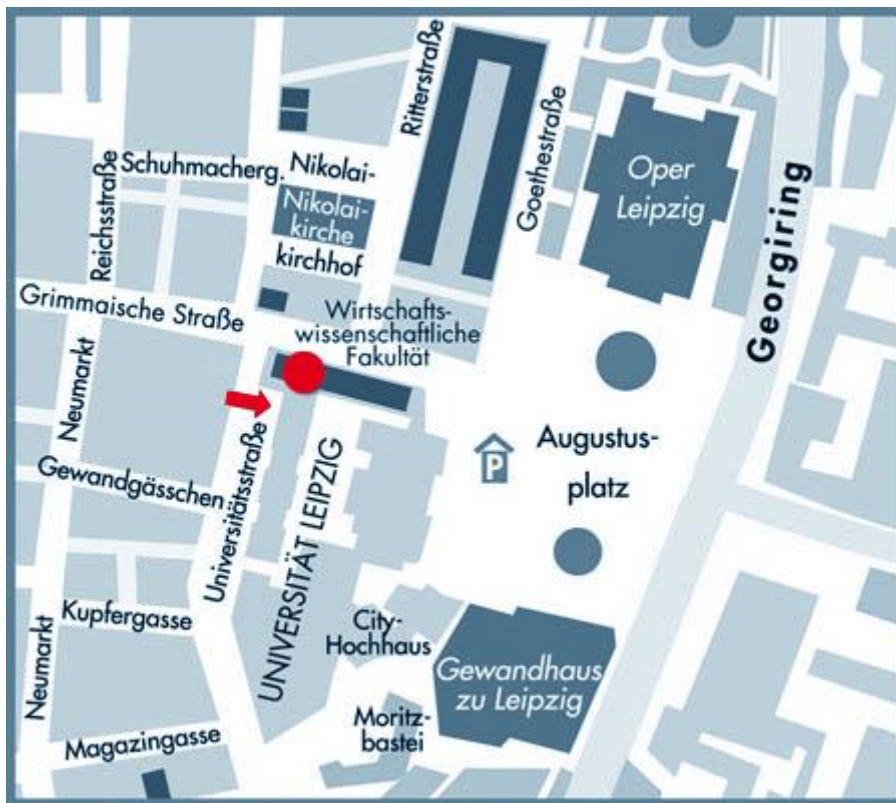 Ritterstraße
Goethestraße
Schuhmacherg.
Nikolai-
Oper
Leipzig
Nikolai-
kirche
Reichsstraße
kirchhof
Georgiring
Grimmaische Straße
Wirtschafts-
wissenschaftliche
Fakultät
Neumarkt
Augustus-
platz
P
Gewandgässchen
Universitätsstraße
UNIVERSITÄT LEIPZIG
Kupfergasse
City-
Hochhaus
Gewandhaus
zu Leipzig
Neumarkt
Moritz-
bastei
Magazingasse